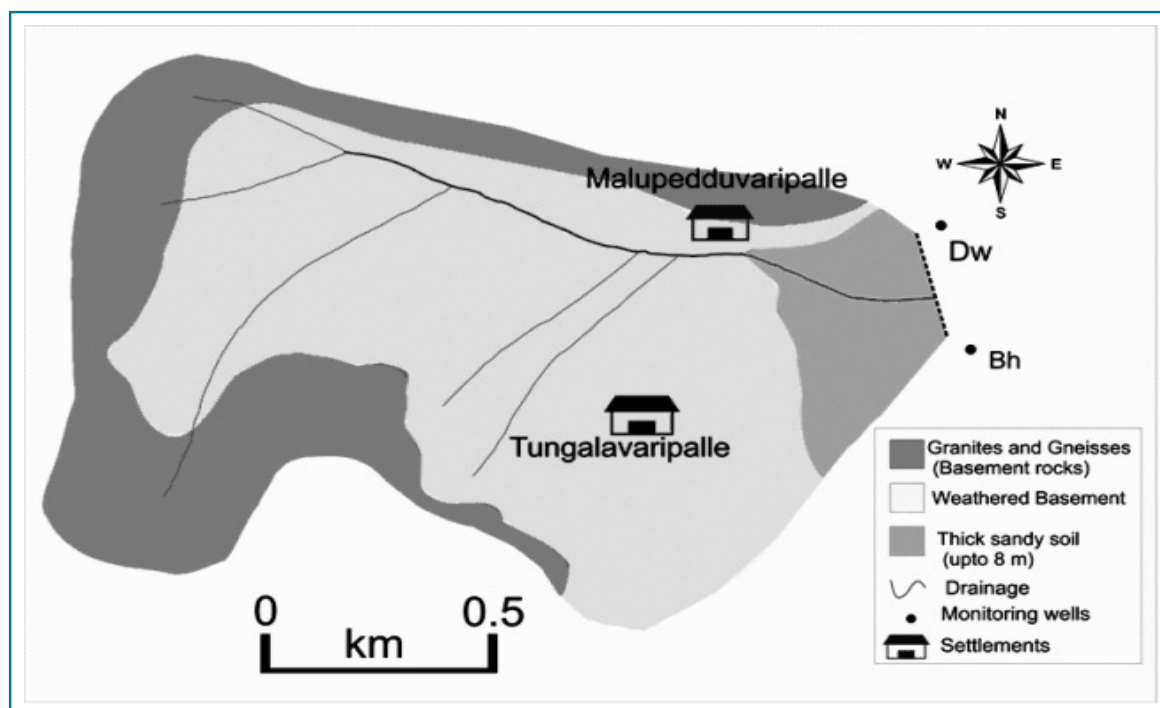 N
W E
S
Malupedduvaripalle
Dw
Bh
Tungalavaripalle
0 0.5
km
Granites and Gneisses
(Basement rocks)
Weathered Basement
Thick sandy soil
(upto 8 m)
Drainage
Monitoring wells
Settlements